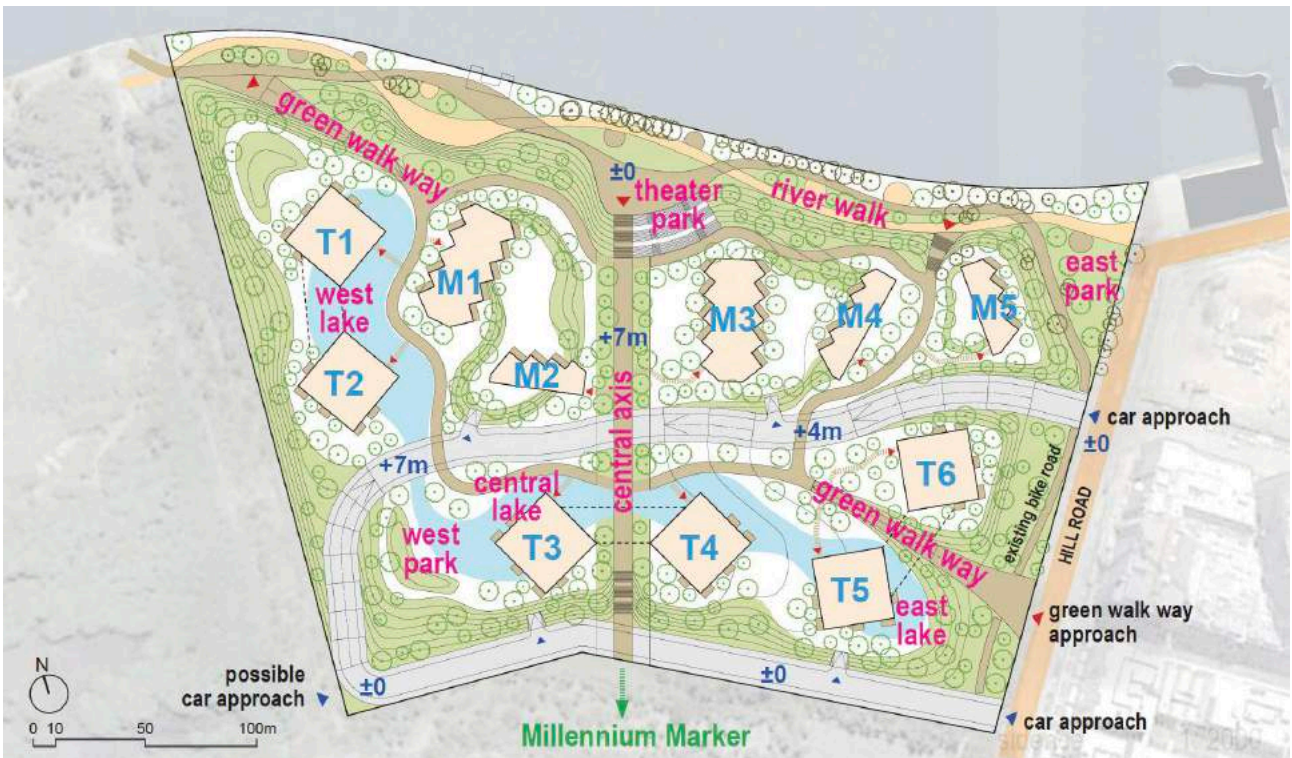 green walk way
±0
theater
park
river walk
T1
M1
east
park
west
lake
M3
M4
M5
+7m
T2
M2
central axis
car approach
+4m
±0
+7m
T6
central
lake
existing bike road
HILL ROAD
west
park
T3
T4
green walk way
T5
east
lake
green walk way
approach
N
possible
car approach
±0
±0
0 10 50 100m
Millennium Marker
car approach